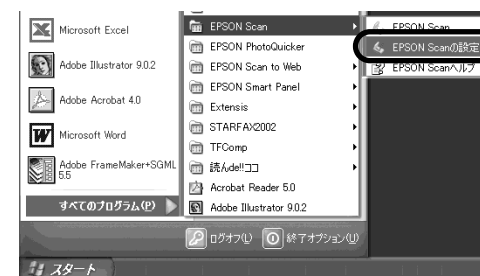 Microsoft Excel
Adobe Illustrator 9.0.2
Adobe Acrobat 4.0
Microsoft Word
Adobe FrameMaker+SGML
5.5
すべてのプログラム(P)
EPSON Scan
EPSON PhotoQuicker
EPSON Scan to Web
EPSON Smart Panel
Extensis
STARFAX2002
TFComp
読んde!!ココ
Acrobat Reader 5.0
Adobe Illustrator 9.0.2
EPSON Scan
EPSON Scanの設定
EPSON Scanヘルプ
ログオフ(L)
終了オプション(U)
スタート